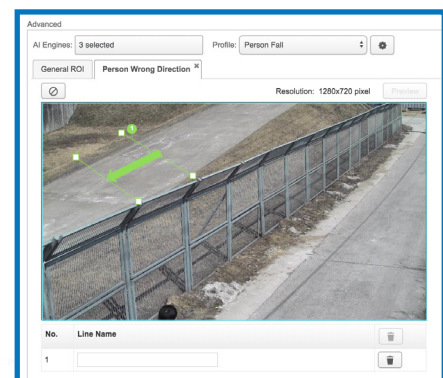 Advanced
AI Engines: 3 selected Profile: Person Fall
General ROI Person Wrong Direction ×
Resolution: 1280x720 pixel Preview
1
No. Line Name
1